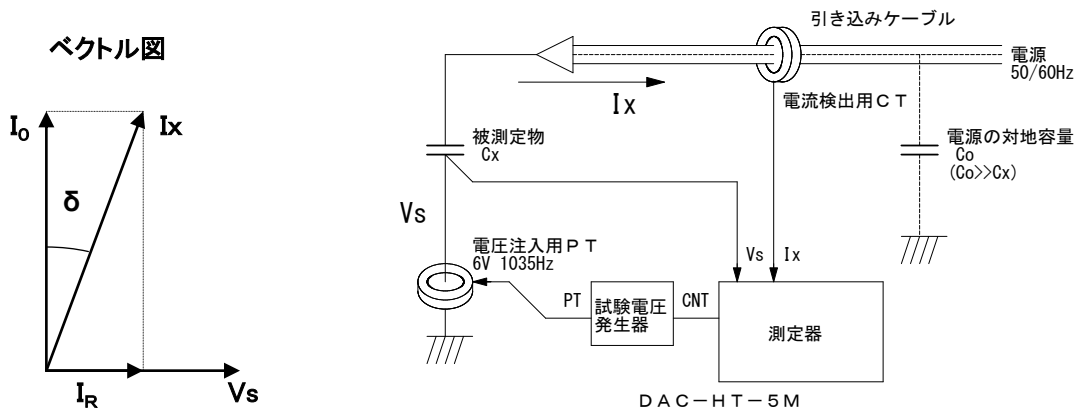 ベクトル図
I₀
Ix
δ
I_R
Vs
引き込みケーブル
電源
50/60Hz
Ix
電流検出用CT
被測定物
Cx
電源の対地容量
Co
(Co>>Cx)
Vs
電圧注入用PT
6V 1035Hz
Vs
Ix
PT
試験電圧
発生器
CNT
測定器
DAC-HT-5M